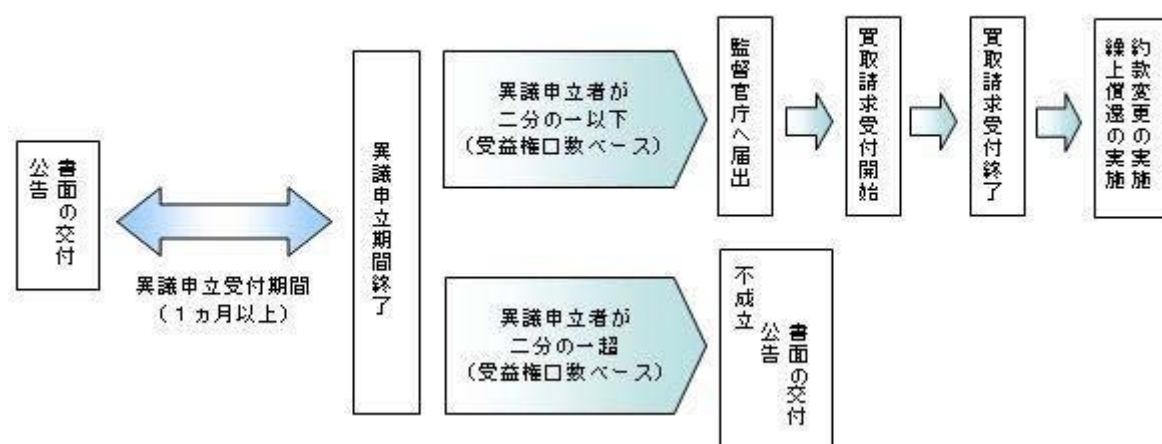 書面の交付
公告
異議申立受付期間
(1ヵ月以上)
異議申立期間終了
異議申立者が
二分の一以下
(受益権口数ベース)
監督官庁へ届出
買取請求受付開始
買取請求受付終了
約款変更の実施
繰上償還の実施
異議申立者が
二分の一超
(受益権口数ベース)
不成立
書面の交付
公告